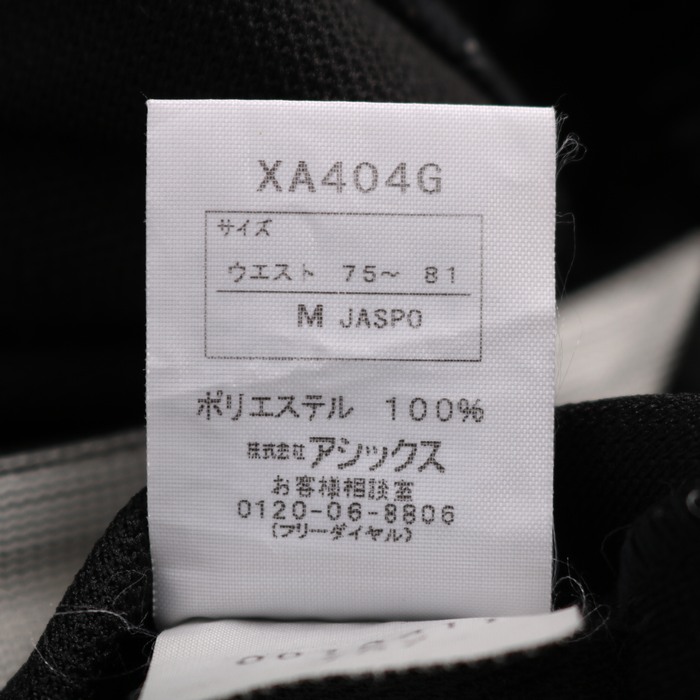 XA404G
サイズ
ウエスト 75～ 81
M JASPO
ポリエステル 100%
株式会社アシックス
お客様相談室
0120-06-8806
(フリーダイヤル)